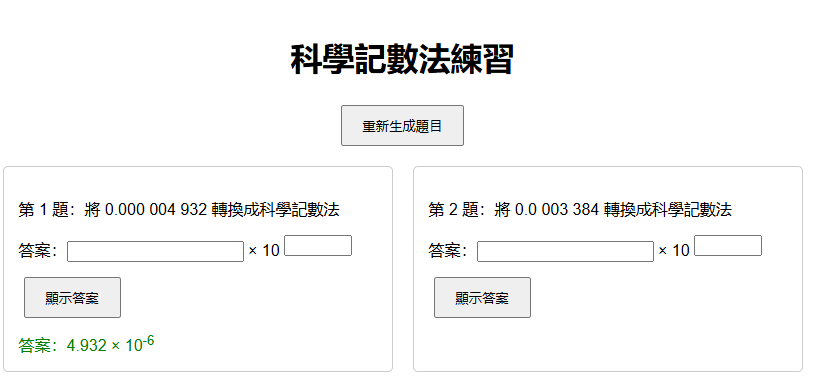 科學記數法練習
重新生成題目
第 1 題：將 0.000 004 932 轉換成科學記數法
答案： × 10
顯示答案
答案：4.932 × 10⁻⁶
第 2 題：將 0.0 003 384 轉換成科學記數法
答案： × 10
顯示答案